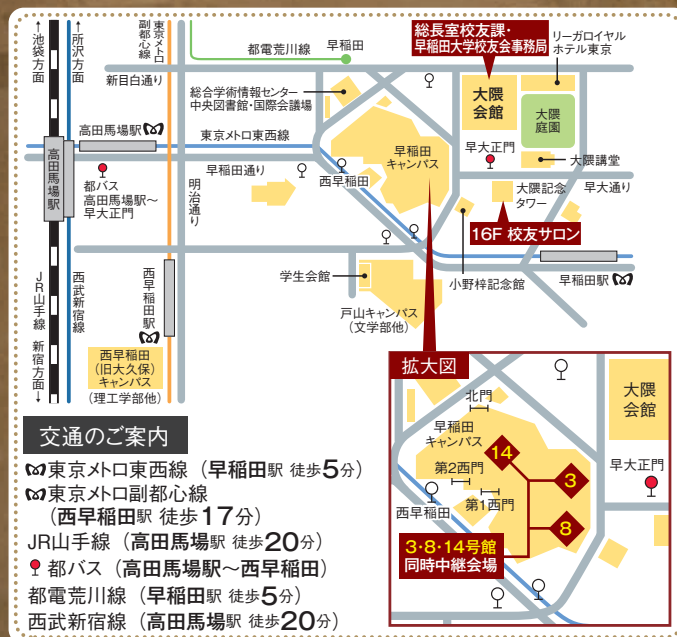 ←池袋方面
←所沢方面
東京メトロ
副都心線
都電荒川線
早稲田
新目白通り
総長室校友課・
早稲田大学校友会事務局
リーガロイヤル
ホテル東京
総合学術情報センター
中央図書館・国際会議場
大隈
会館
大隈
庭園
高田馬場駅
東京メトロ東西線
早稲田
キャンパス
早大正門
大隈講堂
高田馬場駅
早稲田通り
西早稲田
都バス
高田馬場駅〜
早大正門
明治通り
大隈記念
タワー
早大通り
16F 校友サロン
JR山手線
新宿方面→
西武新宿線
西早稲田駅
学生会館
小野梓記念館
早稲田駅
戸山キャンパス
(文学部他)
西早稲田
(旧大久保)
キャンパス
(理工学部他)
拡大図
北門
大隈
会館
早稲田
キャンパス
14
3
早大正門
第2西門
西早稲田
第1西門
8
3・8・14号館
同時中継会場
交通のご案内
東京メトロ東西線(早稲田駅 徒歩5分)
東京メトロ副都心線
(西早稲田駅 徒歩17分)
JR山手線(高田馬場駅 徒歩20分)
都バス(高田馬場駅〜西早稲田)
都電荒川線(早稲田駅 徒歩5分)
西武新宿線(高田馬場駅 徒歩20分)